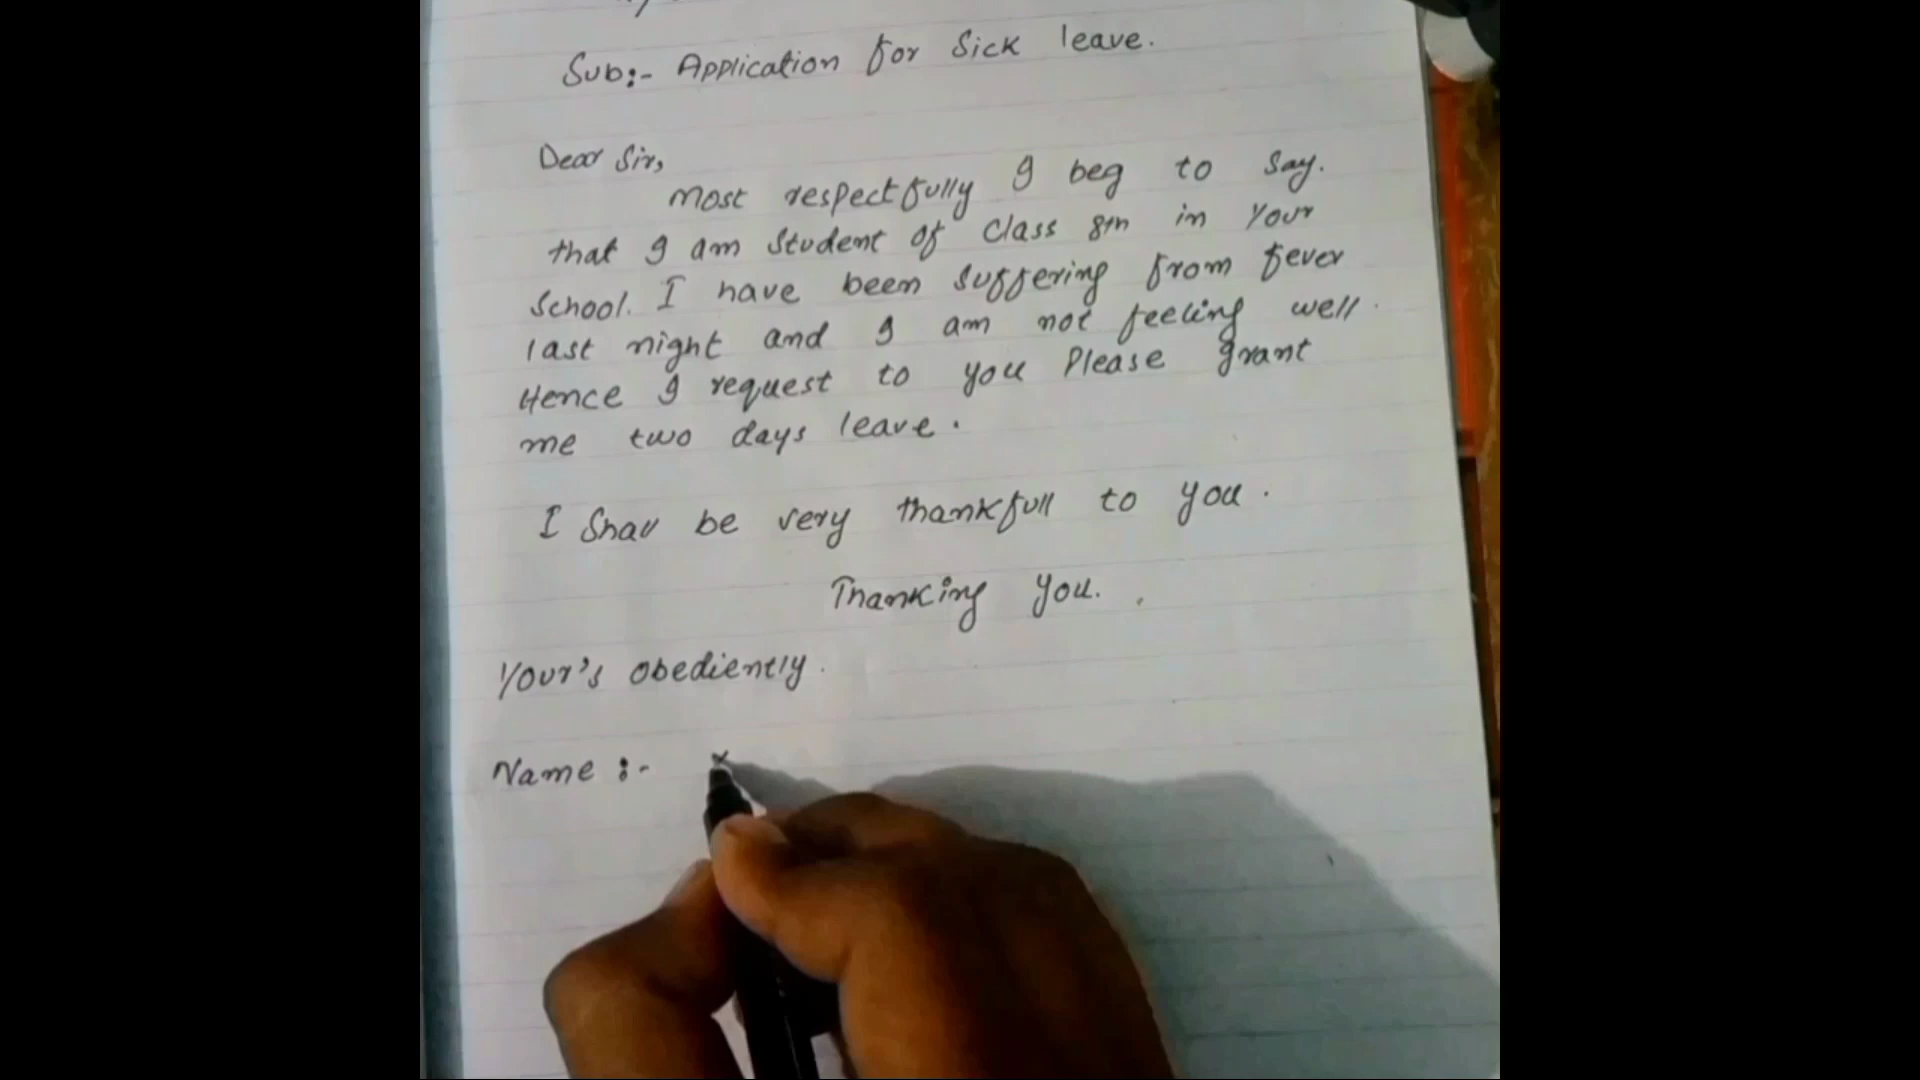 Sub:- Application for Sick leave.
Dear Sir,
Most respectfully I beg to say.
that I am Student of Class 8th in Your
School. I have been suffering from fever
last night and I am not feeling well.
Hence I request to you Please grant
me two days leave.
I Shall be very thankfull to you.
Thanking you.
Your's obediently.
Name :- x